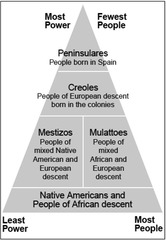 Most Power
Fewest People
Peninsulares
People born in Spain
Creoles
People of European descent
born in the colonies
Mestizos
People of
mixed Native
American and
European
descent
Mulattoes
People of
mixed
African and
European
descent
Native Americans and
People of African descent
Least Power
Most People